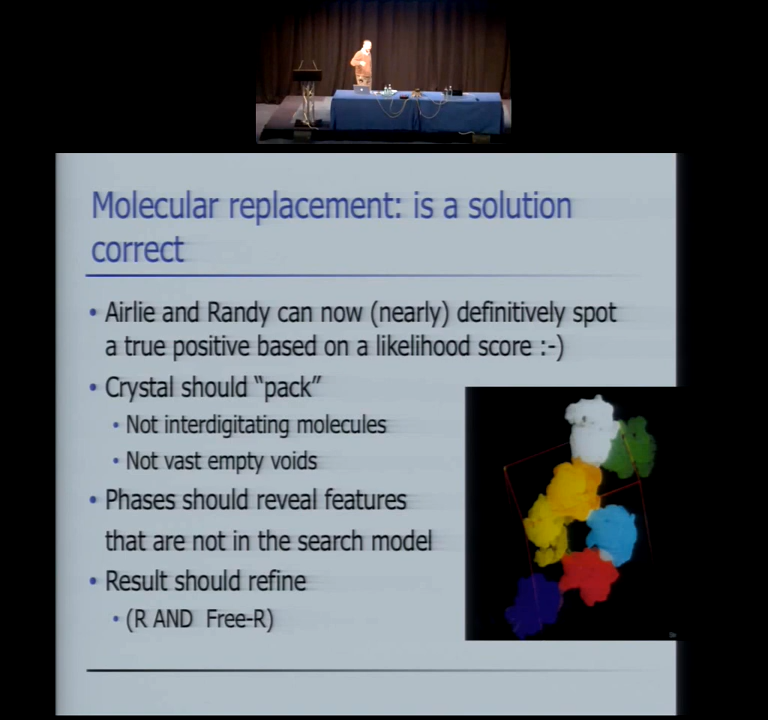 Molecular replacement: is a solution
correct
• Airlie and Randy can now (nearly) definitively spot
a true positive based on a likelihood score :-)
• Crystal should “pack”
• Not interdigitating molecules
• Not vast empty voids
• Phases should reveal features
that are not in the search model
• Result should refine
• (R AND Free-R)